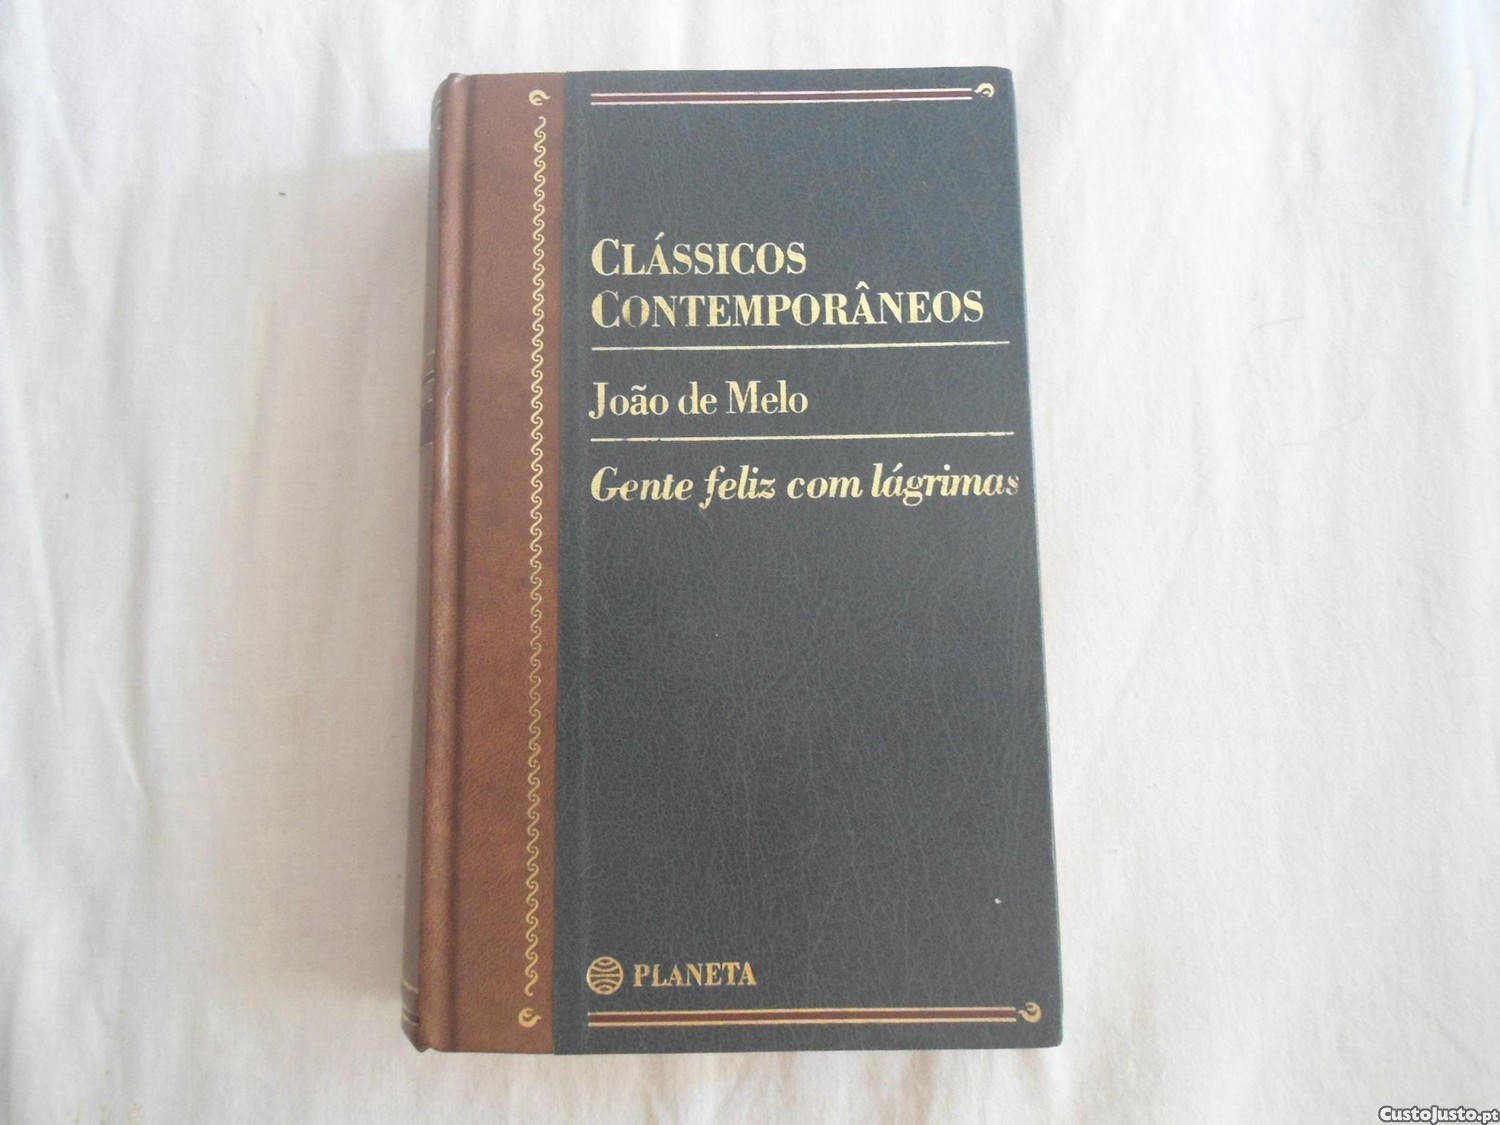 CLÁSSICOS
CONTEMPORÂNEOS
João de Melo
Gente feliz com lágrimas
PLANETA
CustoJusto.pt